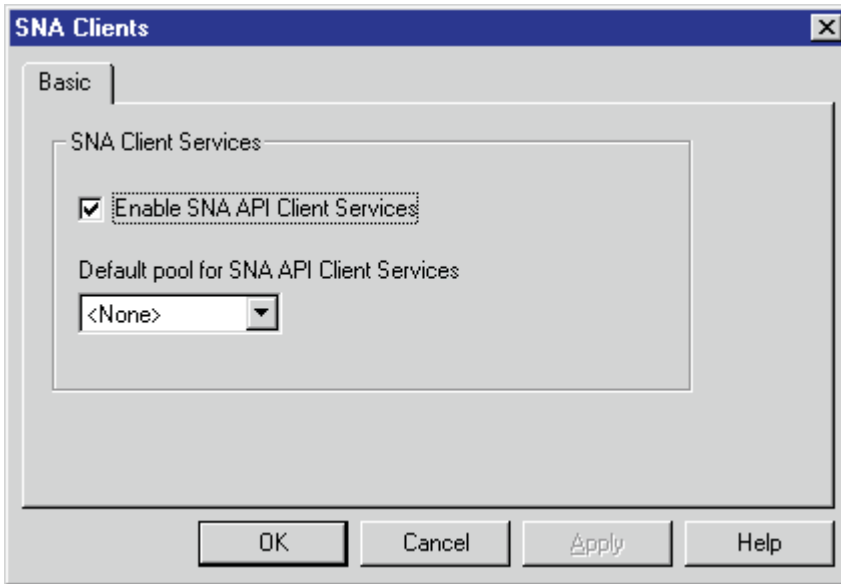 SNA Clients
Basic
SNA Client Services
Enable SNA API Client Services
Default pool for SNA API Client Services
<None>
OK Cancel Apply Help